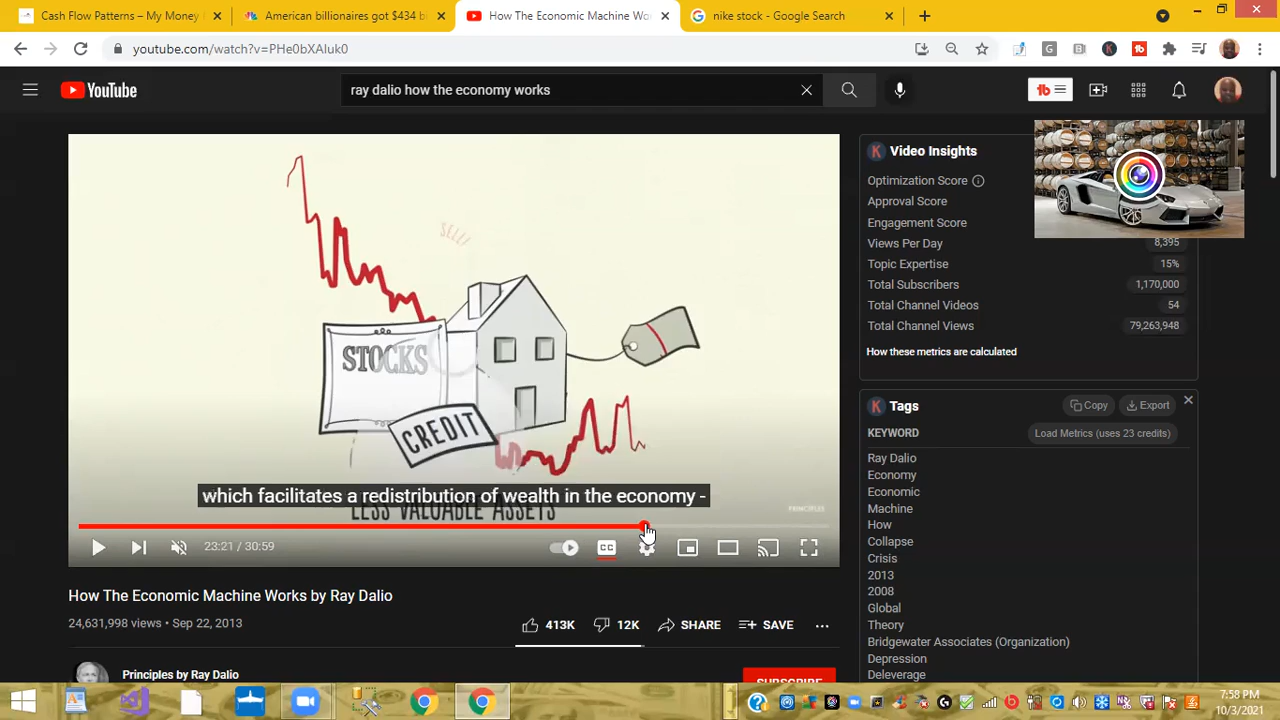 Cash Flow Patterns – My Money
American billionaires got $434 b
How The Economic Machine Wo
nike stock - Google Search
youtube.com/watch?v=PHe0bXAIuk0
YouTube
ray dalio how the economy works
Video Insights
Optimization Score
Approval Score
Engagement Score
Views Per Day
8,395
Topic Expertise
15%
Total Subscribers
1,170,000
Total Channel Videos
54
Total Channel Views
79,263,948
How these metrics are calculated
SELL!
STOCKS
CREDIT
which facilitates a redistribution of wealth in the economy -
LESS VALUABLE ASSETS
PRINCIPLES
23:21 / 30:59
CC
Tags
Copy
Export
KEYWORD
Load Metrics (uses 23 credits)
Ray Dalio
Economy
Economic
Machine
How
Collapse
Crisis
2013
2008
Global
Theory
Bridgewater Associates (Organization)
Depression
Deleverage
How The Economic Machine Works by Ray Dalio
24,631,998 views • Sep 22, 2013
413K
12K
SHARE
SAVE
Principles by Ray Dalio
SUBSCRIBE
7:58 PM
10/3/2021